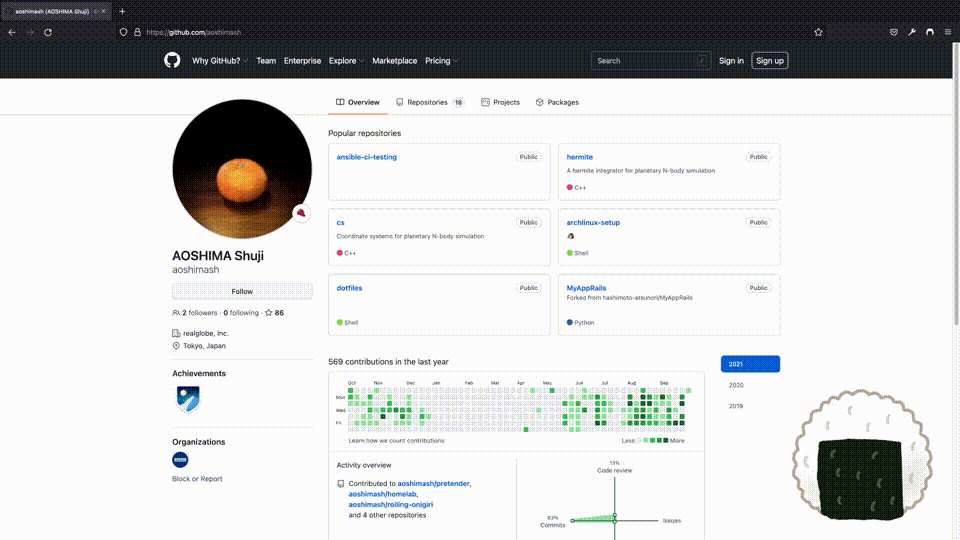 aoshimash (AOSHIMA Shuji) ·
https://github.com/aoshimash
Why GitHub? Team Enterprise Explore Marketplace Pricing Search / Sign in Sign up
Overview Repositories 18 Projects Packages
Popular repositories
ansible-ci-testing Public
hermite Public
A hermite integrator for planetary N-body simulation
C++
cs Public
Coordinate systems for planetary N-body simulation
C++
archlinux-setup Public
Shell
dotfiles Public
Shell
MyAppRails Public
Forked from hashimoto-atsunori/MyAppRails
Python
AOSHIMA Shuji
aoshimash
Follow
2 followers · 0 following · 86
realglobe, Inc.
Tokyo, Japan
Achievements
Organizations
Block or Report
569 contributions in the last year
2021
2020
2019
Oct Nov Dec Jan Feb Mar Apr May Jun Jul Aug Sep
Mon
Wed
Fri
Learn how we count contributions Less More
Activity overview
Contributed to aoshimash/pretender,
aoshimash/homelab,
aoshimash/rolling-onigiri
and 4 other repositories
13%
Code review
83%
Commits
Issues